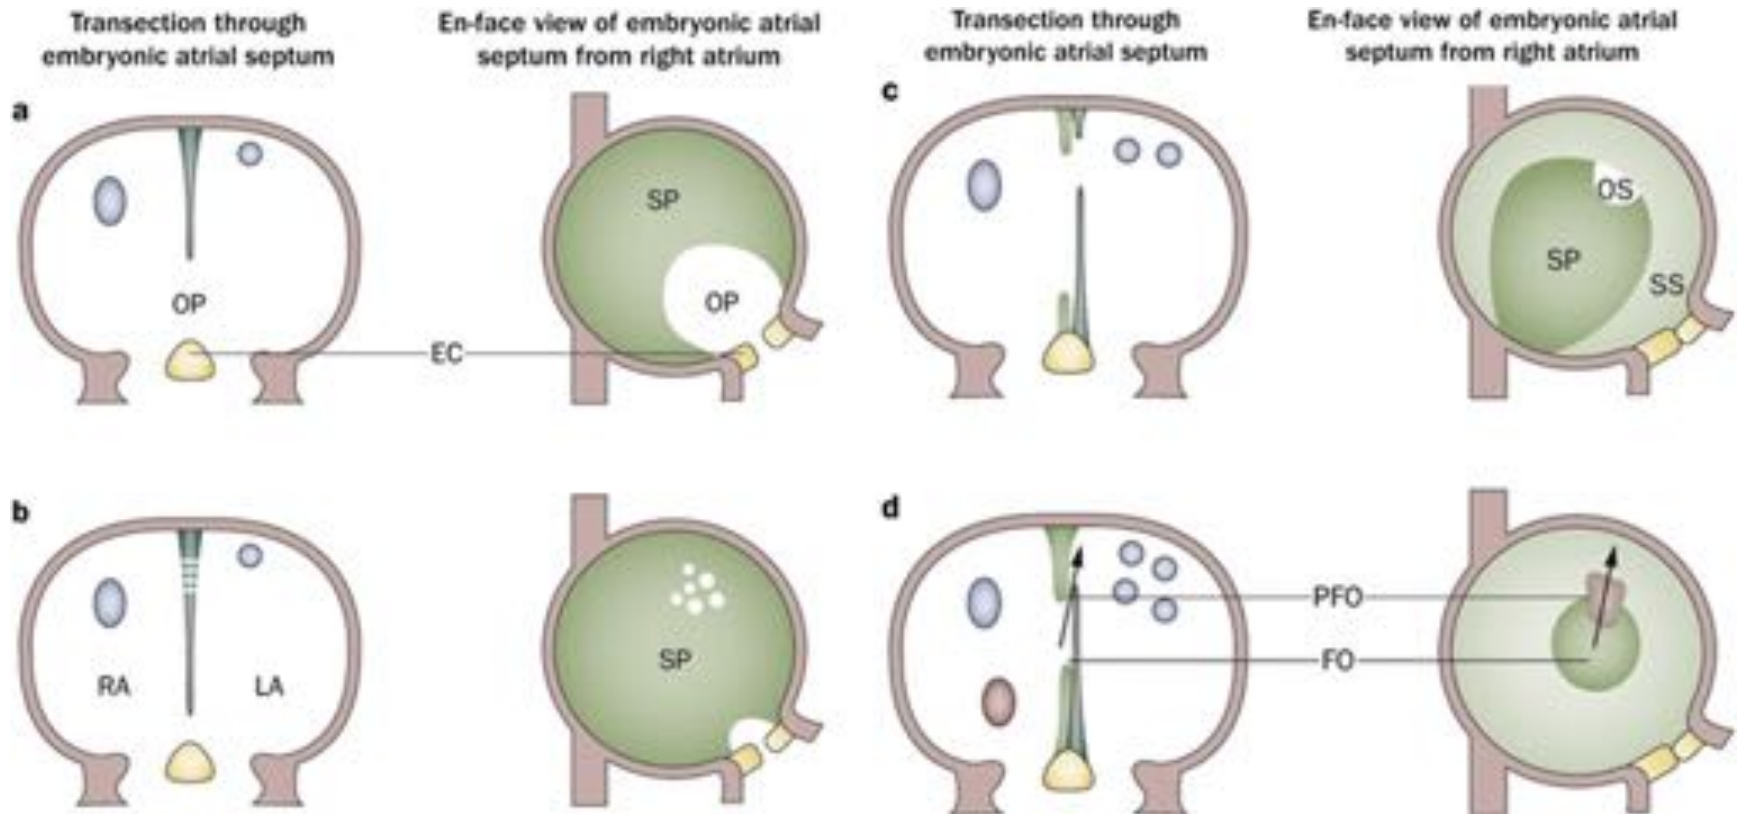 Transection through
embryonic atrial septum
En-face view of embryonic atrial
septum from right atrium
Transection through
embryonic atrial septum
En-face view of embryonic atrial
septum from right atrium
a
OP
SP
OP
EC
c
OS
SP
SS
b
RA
LA
SP
d
PFO
FO